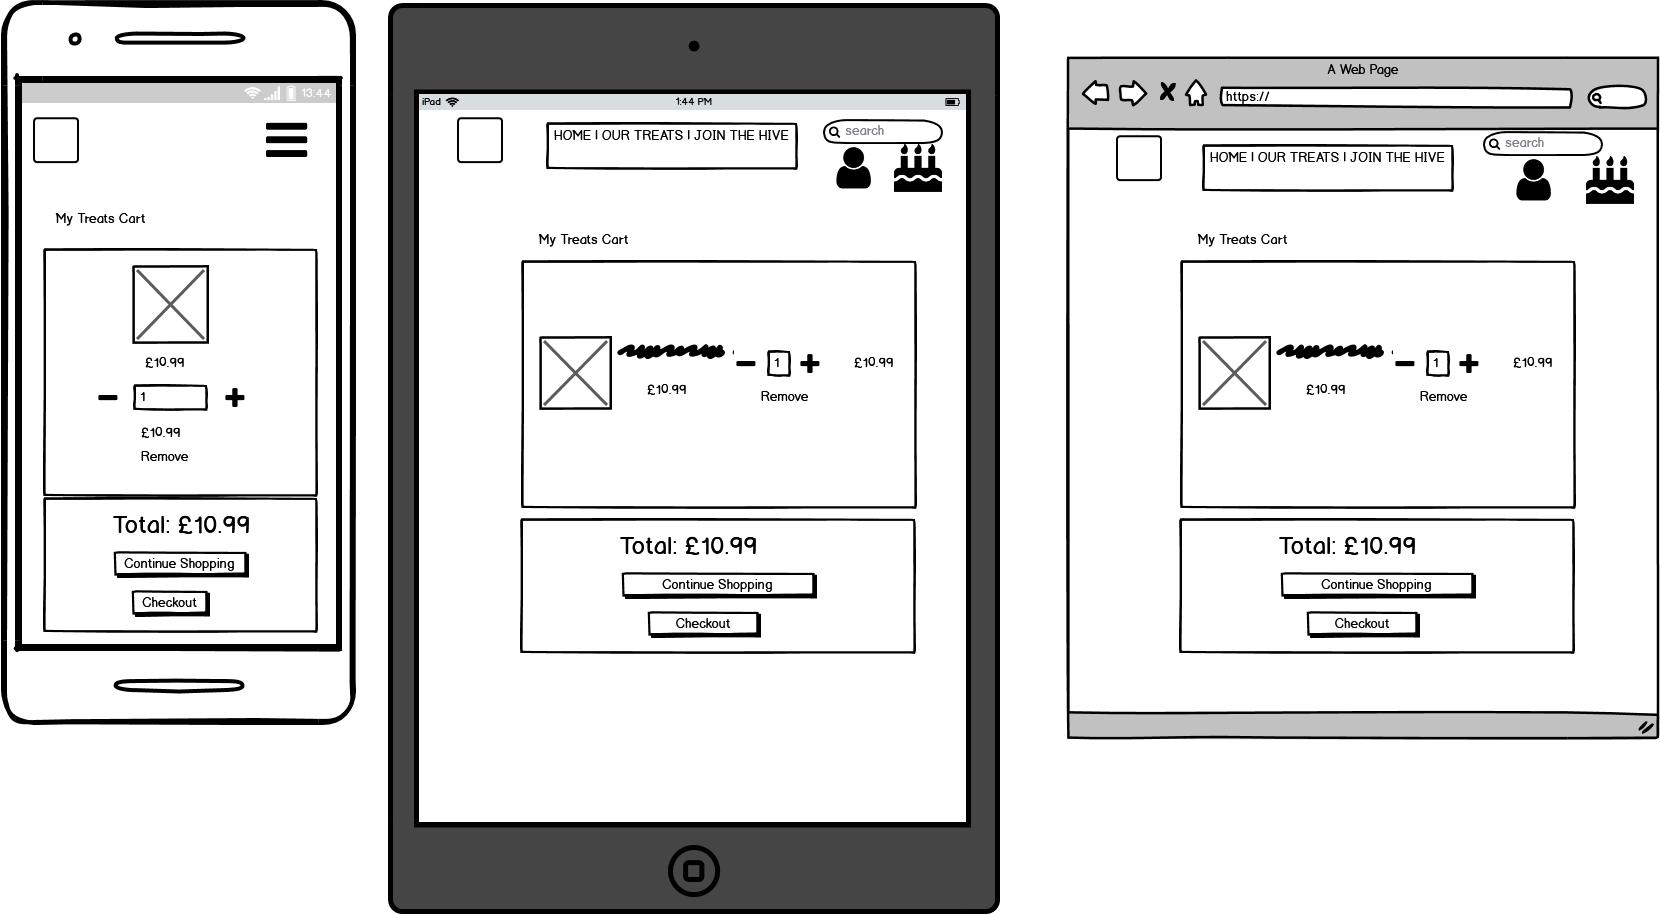 13:44
My Treats Cart
£10.99
1
£10.99
Remove
Total: £10.99
Continue Shopping
Checkout
iPad
1:44 PM
HOME | OUR TREATS | JOIN THE HIVE
search
My Treats Cart
1
£10.99
£10.99
Remove
Total: £10.99
Continue Shopping
Checkout
A Web Page
https://
search
HOME | OUR TREATS | JOIN THE HIVE
My Treats Cart
1
£10.99
£10.99
Remove
Total: £10.99
Continue Shopping
Checkout